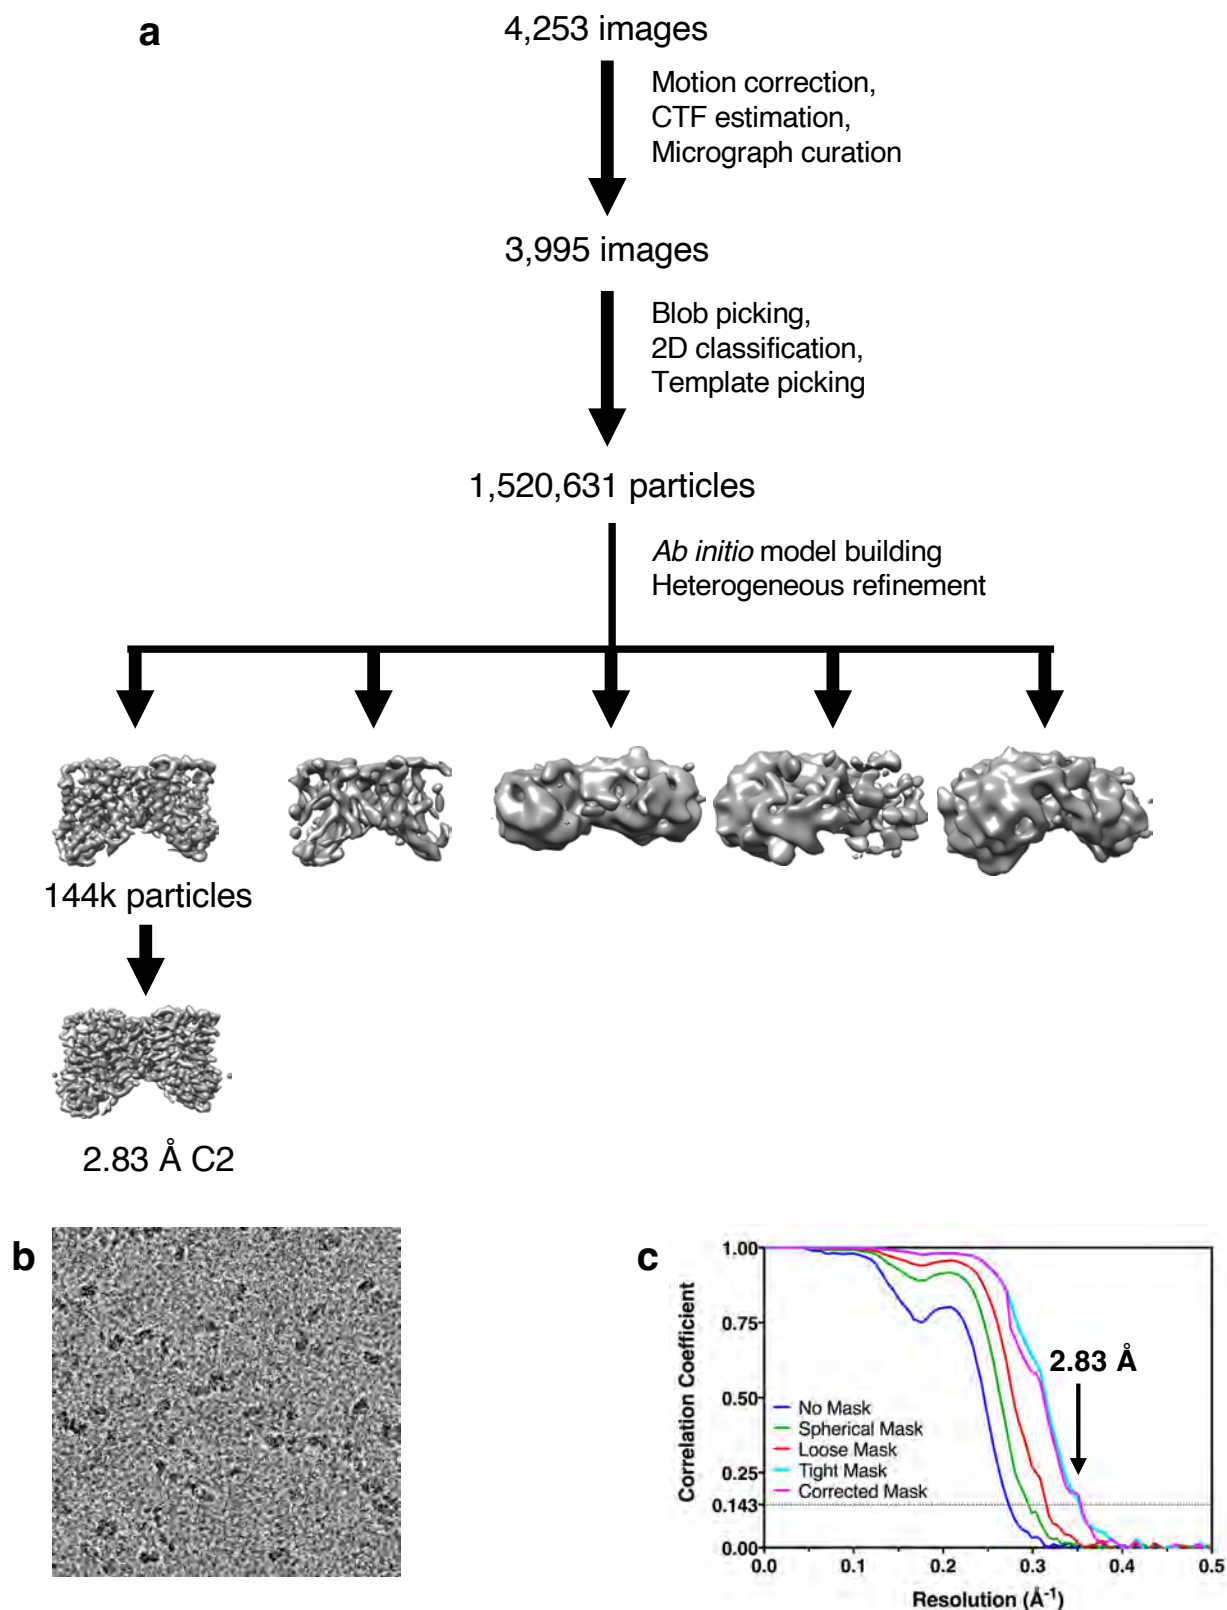 a
4,253 images
Motion correction,
CTF estimation,
Micrograph curation
3,995 images
Blob picking,
2D classification,
Template picking
1,520,631 particles
Ab initio model building
Heterogeneous refinement
144k particles
2.83 Å C2
b
c
Correlation Coefficient
1.00
0.75
0.50
0.25
0.143
0.00
2.83 Å
No Mask
Spherical Mask
Loose Mask
Tight Mask
Corrected Mask
0.0 0.1 0.2 0.3 0.4 0.5
Resolution (Å-1)